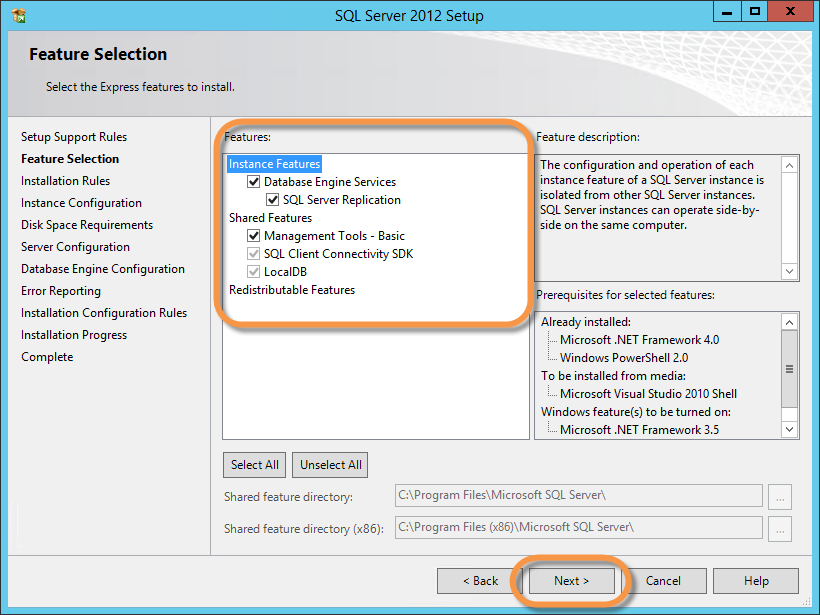 SQL Server 2012 Setup
Feature Selection
Select the Express features to install.
Setup Support Rules
Feature Selection
Installation Rules
Instance Configuration
Disk Space Requirements
Server Configuration
Database Engine Configuration
Error Reporting
Installation Configuration Rules
Installation Progress
Complete
Features:
Instance Features
Database Engine Services
SQL Server Replication
Shared Features
Management Tools - Basic
SQL Client Connectivity SDK
LocalDB
Redistributable Features
Feature description:
The configuration and operation of each
instance feature of a SQL Server instance is
isolated from other SQL Server instances.
SQL Server instances can operate side-by-
side on the same computer.
Prerequisites for selected features:
Already installed:
Microsoft .NET Framework 4.0
Windows PowerShell 2.0
To be installed from media:
Microsoft Visual Studio 2010 Shell
Windows feature(s) to be turned on:
Microsoft .NET Framework 3.5
Select All
Unselect All
Shared feature directory:
C:\Program Files\Microsoft SQL Server\
...
Shared feature directory (x86):
C:\Program Files (x86)\Microsoft SQL Server\
...
< Back
Next >
Cancel
Help